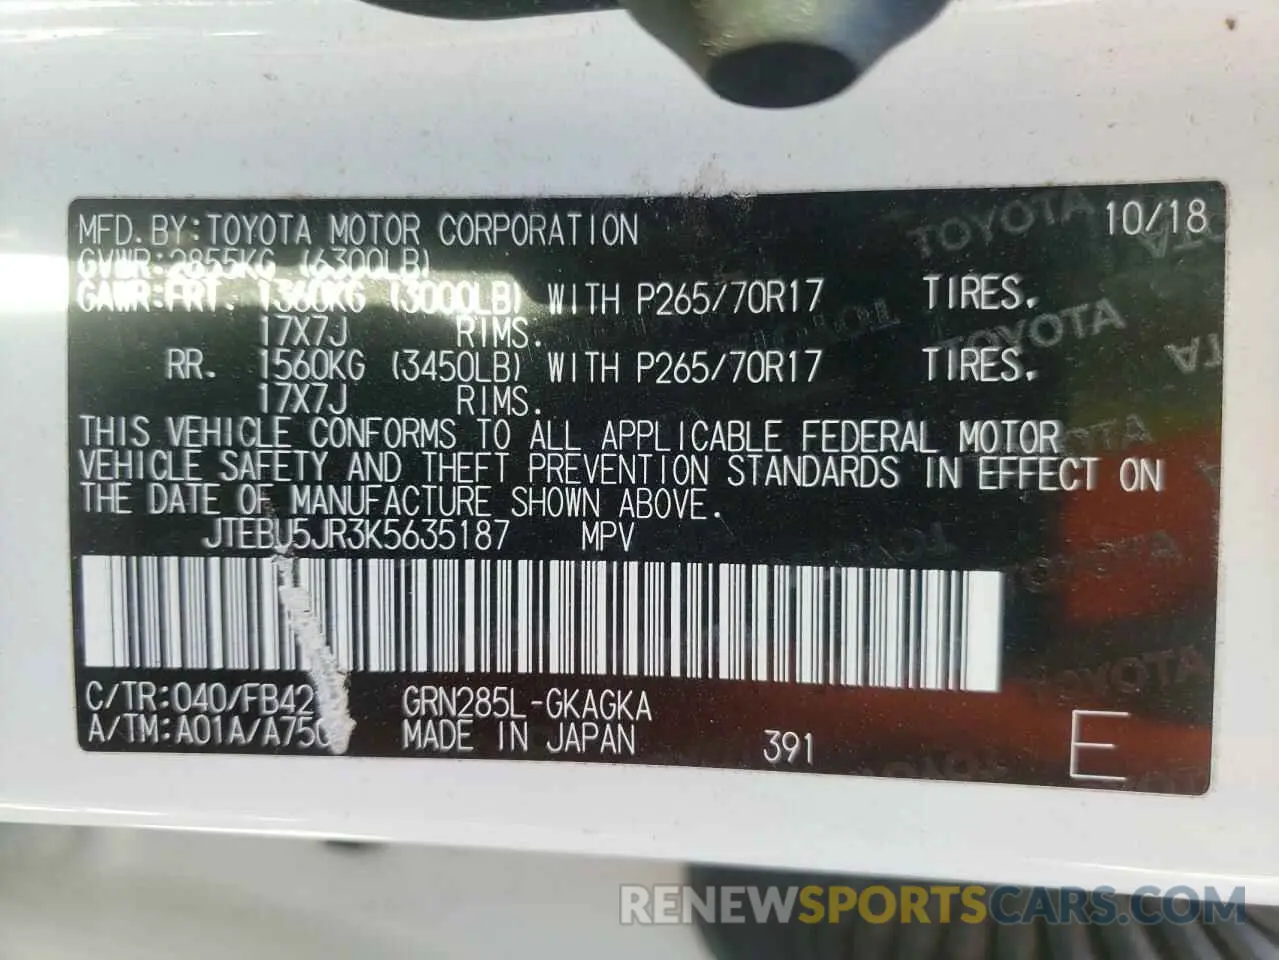 MFD. BY: TOYOTA MOTOR CORPORATION 10/18
GVWR: 2855KG (6300LB)
GAWR: FRT. 1360KG (3000LB) WITH P265/70R17 TIRES.
17X7J RIMS.
RR. 1560KG (3450LB) WITH P265/70R17 TIRES.
17X7J RIMS.
THIS VEHICLE CONFORMS TO ALL APPLICABLE FEDERAL MOTOR
VEHICLE SAFETY AND THEFT PREVENTION STANDARDS IN EFFECT ON
THE DATE OF MANUFACTURE SHOWN ABOVE.
JTEBU5JR3K5635187 MPV
C/TR: 040/FB42 GRN285L-GKAGKA
A/TM: A01A/A750 MADE IN JAPAN 391 E
RENEWSPORTSCARS.COM